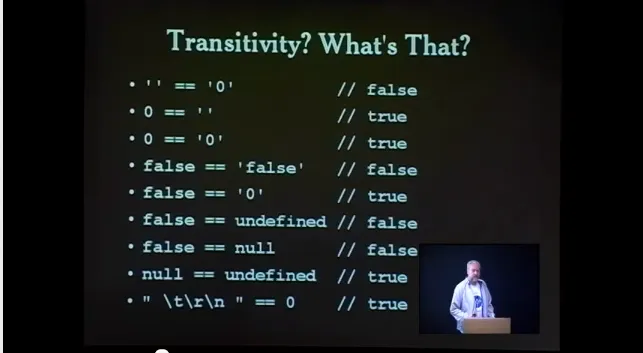 Transitivity? What's That?
• '' == '0' // false
• 0 == '' // true
• 0 == '0' // true
• false == 'false' // false
• false == '0' // true
• false == undefined // false
• false == null // false
• null == undefined // true
• " \t\r\n " == 0 // true